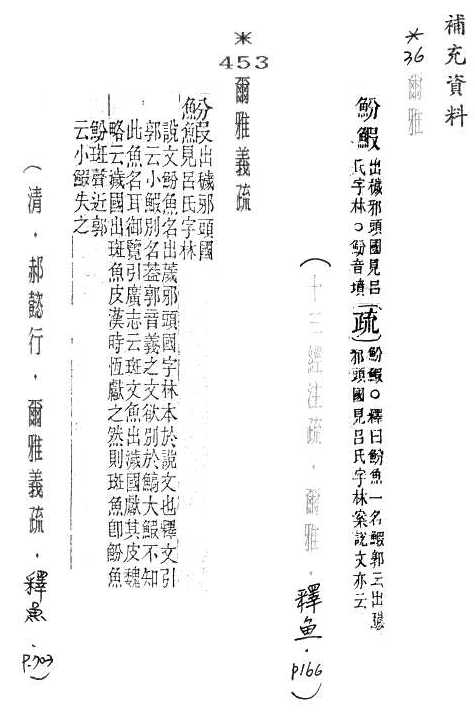 補充資料
*36 爾雅
魵鰕 出穢邪頭國見呂
氏字林○魵音墳
疏 魵鰕○釋曰魵魚一名鰕郭云出穢
邪頭國見呂氏字林案說文亦云
(十三經注疏·爾雅·釋魚·P166)
*453 爾雅義疏
魵鰕出穢邪頭國
見呂氏字林
說文魵魚名出薉邪頭國字林本於說文也釋文引
郭云小鰕別名葢郭音義之文欲別於鰝大鰕不知
此魚名耳御覽引廣志云斑文魚出濊國獻其皮魏
略云濊國出斑魚皮漢時恆獻之然則斑魚卽魵魚
魵斑聲近郭
云小鰕失之
(清·郝懿行·爾雅義疏·釋魚·P.703)